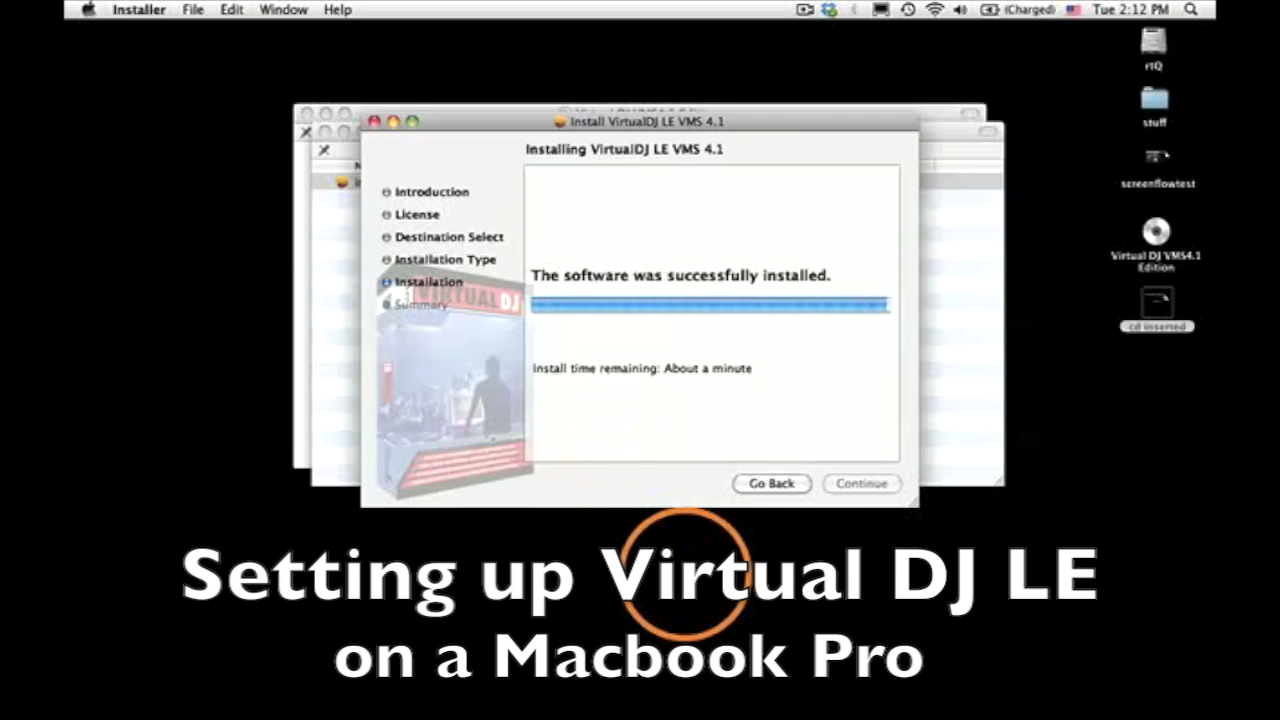 Installer File Edit Window Help (Charged) Tue 2:12 PM
r1Q
stuff
screenflowtest
Virtual DJ VMS4.1
Edition
cd inserted
Install VirtualDJ LE VMS 4.1
Installing VirtualDJ LE VMS 4.1
Introduction
License
Destination Select
Installation Type
Installation
Summary
VIRTUAL DJ
The software was successfully installed.
Install time remaining: About a minute
Go Back Continue
Setting up Virtual DJ LE
on a Macbook Pro